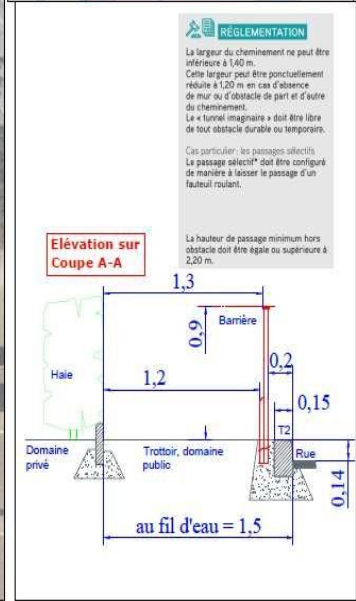 RÉGLEMENTATION
La largeur du cheminement ne peut être
inférieure à 1,40 m.
Cette largeur peut être ponctuellement
réduite à 1,20 m en cas d'absence
de mur ou d'obstacle de part et d'autre
du cheminement.
Le « tunnel imaginaire » doit être libre
de tout obstacle durable ou temporaire.
Cas particulier: les passages sélectifs
Le passage sélectif* doit être configuré
de manière à laisser le passage d'un
fauteuil roulant.
La hauteur de passage minimum hors
obstacle doit être égale ou supérieure à
2,20 m.
Elévation sur
Coupe A-A
1,3
Barrière
0,9
0,2
Haie
1,2
0,15
T2
Domaine
privé
Trottoir, domaine
public
Rue
0,14
au fil d'eau = 1,5